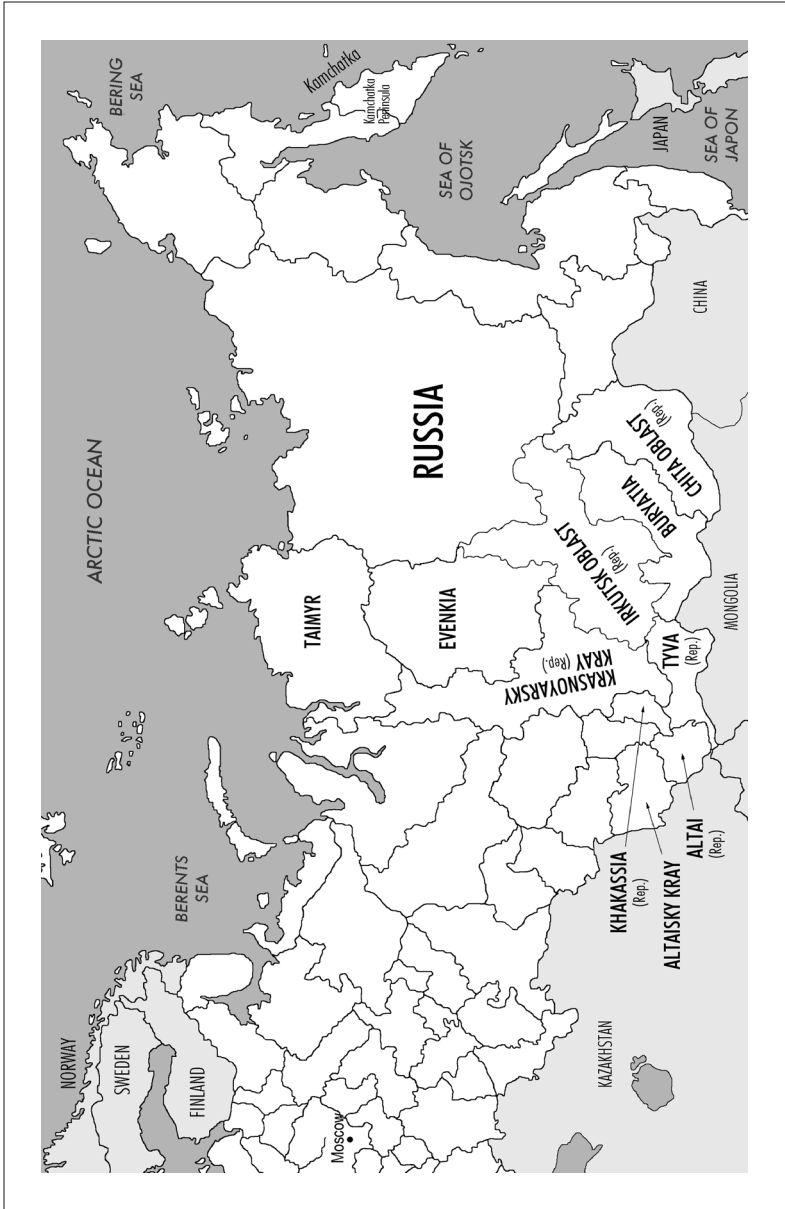 BERING
SEA
Kamchatka
Kamchatka
Peninsula
SEA OF
OJOTSK
JAPAN
SEA OF
JAPON
ARCTIC OCEAN
RUSSIA
CHINA
TAIMYR
EVENKIA
KRASNOYARSKY
KRAY (Rep.)
IRKUTSK OBLAST
(Rep.)
BURYATIA
CHITA OBLAST
(Rep.)
TYVA
(Rep.)
MONGOLIA
BERENTS
SEA
KHAKASSIA
(Rep.)
ALTAISKY KRAY
ALTAI
(Rep.)
NORWAY
SWEDEN
FINLAND
Moscow
KAZAKHSTAN